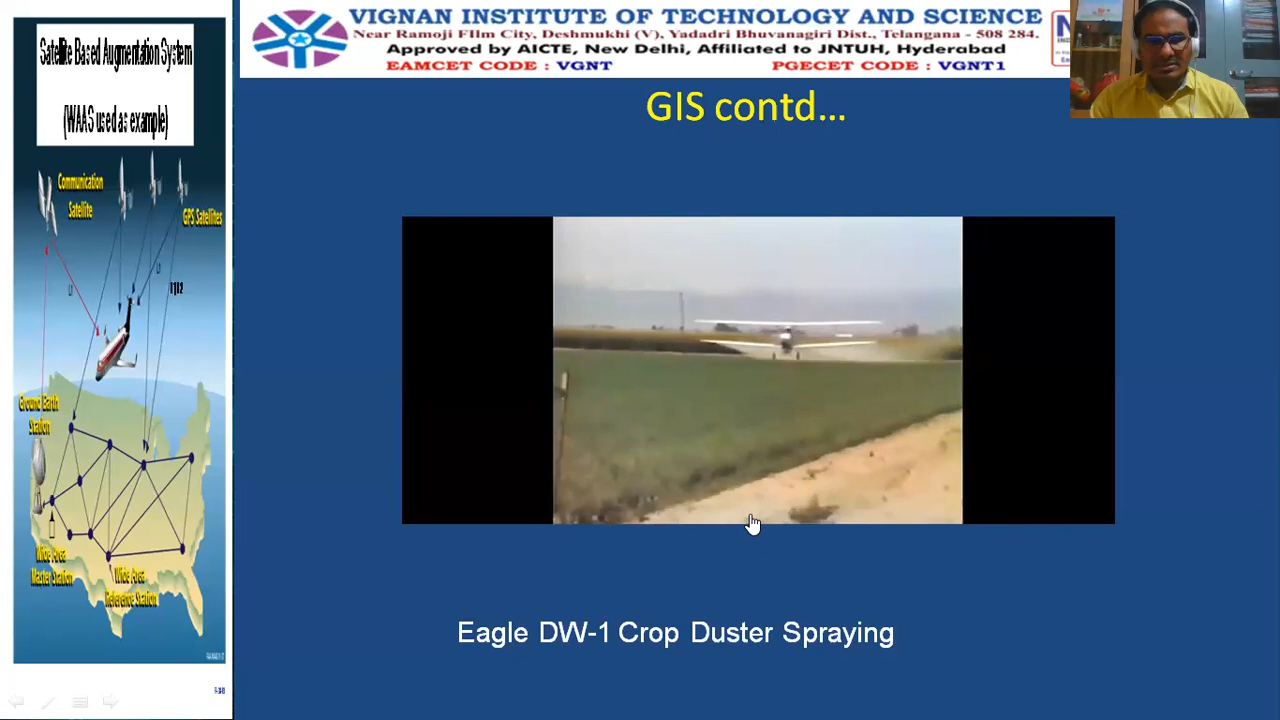 Satellite Based Augmentation System
(WAAS used as example)
Communication
Satellite
GPS Satellites
L1
L1
Ground Earth
Station
Wide Area
Master Station
Wide Area
Reference Station
VIGNAN INSTITUTE OF TECHNOLOGY AND SCIENCE
Near Ramoji Film City, Deshmukhi (V), Yadadri Bhuvanagiri Dist., Telangana - 508 284.
Approved by AICTE, New Delhi, Affiliated to JNTUH, Hyderabad
EAMCET CODE : VGNT PGECET CODE : VGNT1
GIS contd...
Eagle DW-1 Crop Duster Spraying